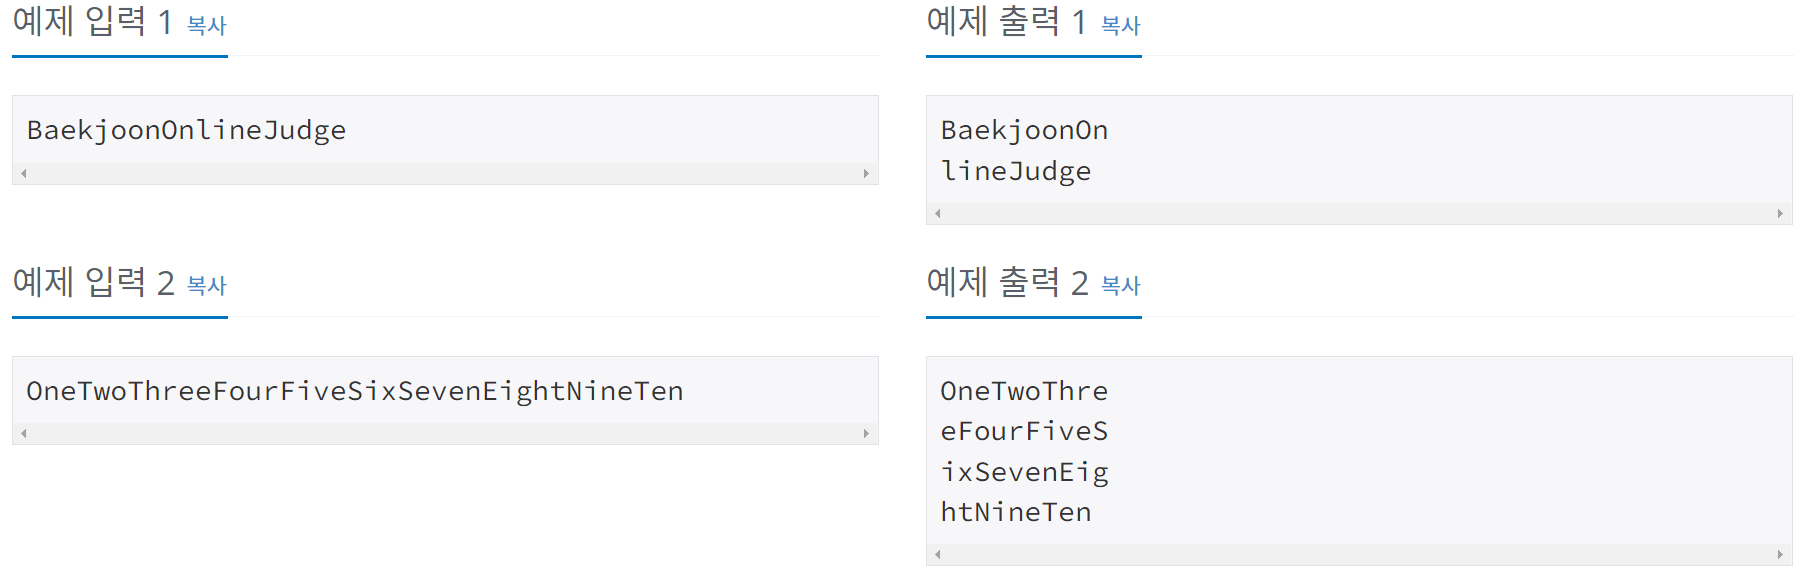 예제 입력 1 복사
BaekjoonOnlineJudge
예제 출력 1 복사
BaekjoonOn
lineJudge
예제 입력 2 복사
OneTwoThreeFourFiveSixSevenEightNineTen
예제 출력 2 복사
OneTwoThre
eFourFiveS
ixSevenEig
htNineTen